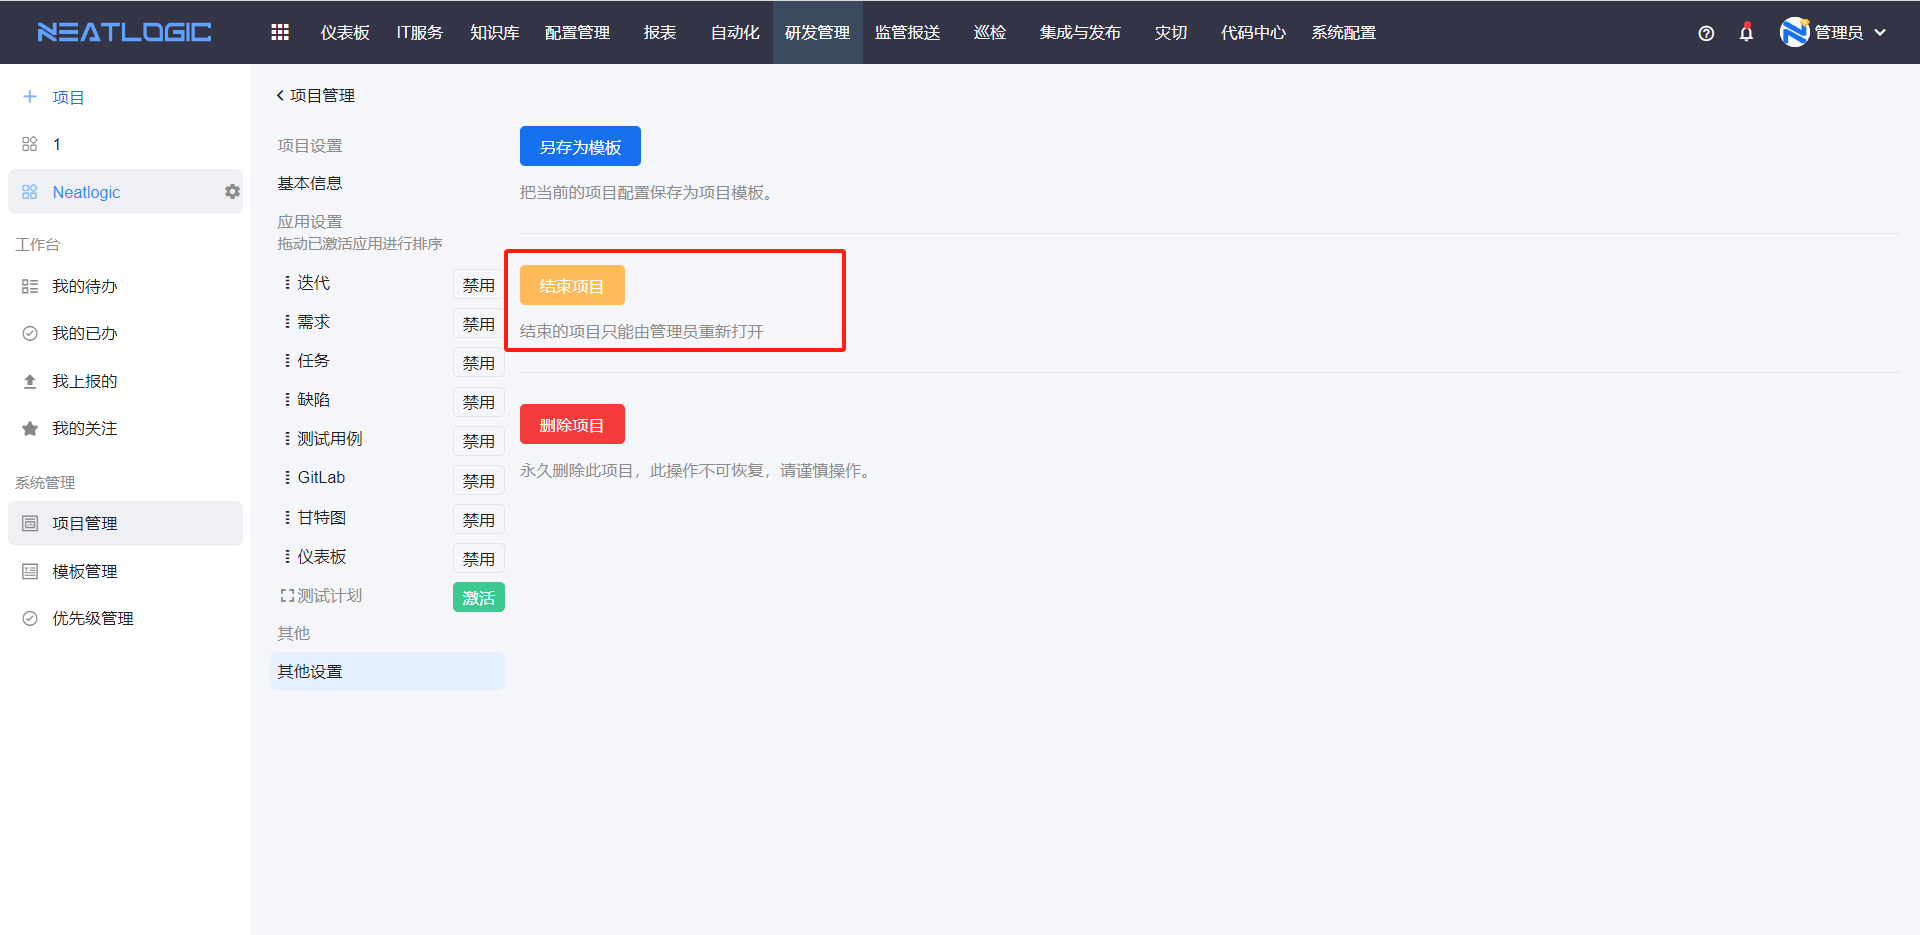 NEATLOGIC
仪表板 IT服务 知识库 配置管理 报表 自动化 研发管理 监管报送 巡检 集成与发布 灾切 代码中心 系统配置
管理员
项目
1
Neatlogic
工作台
我的待办
我的已办
我上报的
我的关注
系统管理
项目管理
模板管理
优先级管理
项目管理
项目设置
基本信息
应用设置
拖动已激活应用进行排序
迭代 禁用
需求 禁用
任务 禁用
缺陷 禁用
测试用例 禁用
GitLab 禁用
甘特图 禁用
仪表板 禁用
测试计划 激活
其他
其他设置
另存为模板
把当前的项目配置保存为项目模板。
结束项目
结束的项目只能由管理员重新打开
删除项目
永久删除此项目，此操作不可恢复，请谨慎操作。